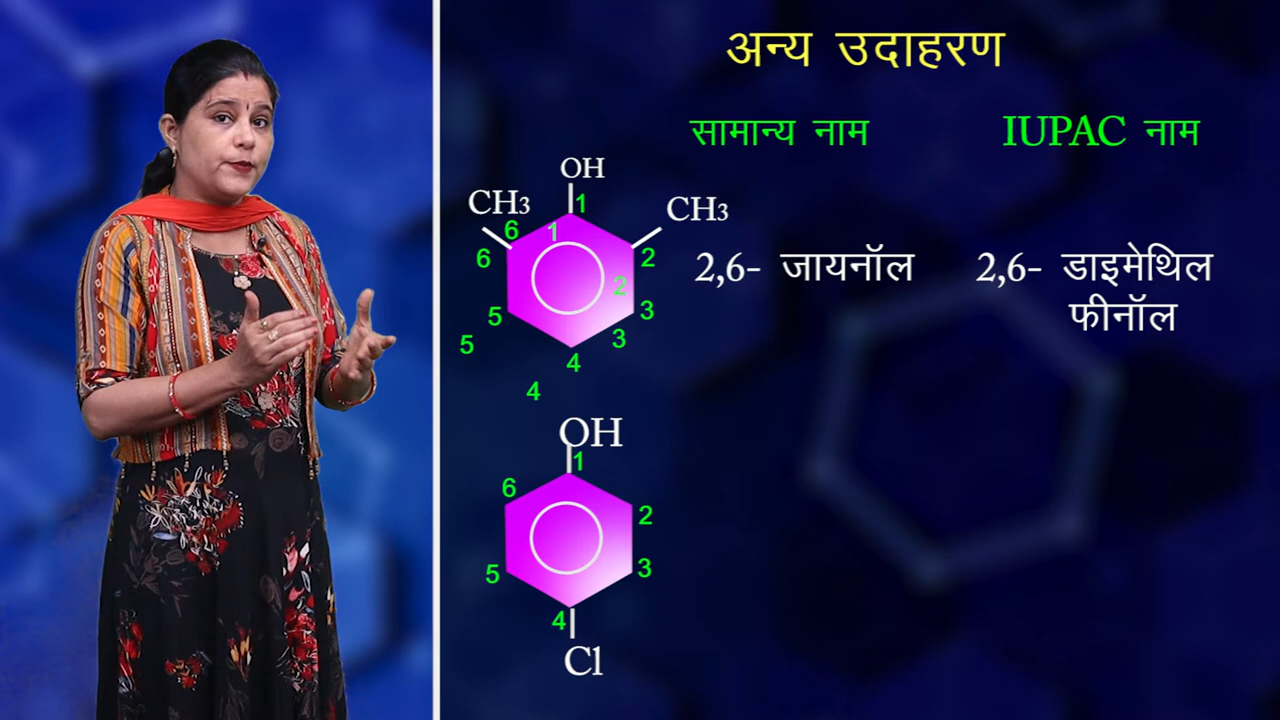 अन्य उदाहरण
सामान्य नाम IUPAC नाम
OH
CH3 CH3
1
6 1
6 2
2
5 3
5 3
4
4
2,6- जायनॉल 2,6- डाइमेथिल
फीनॉल
OH
1
6
2
5 3
4
Cl